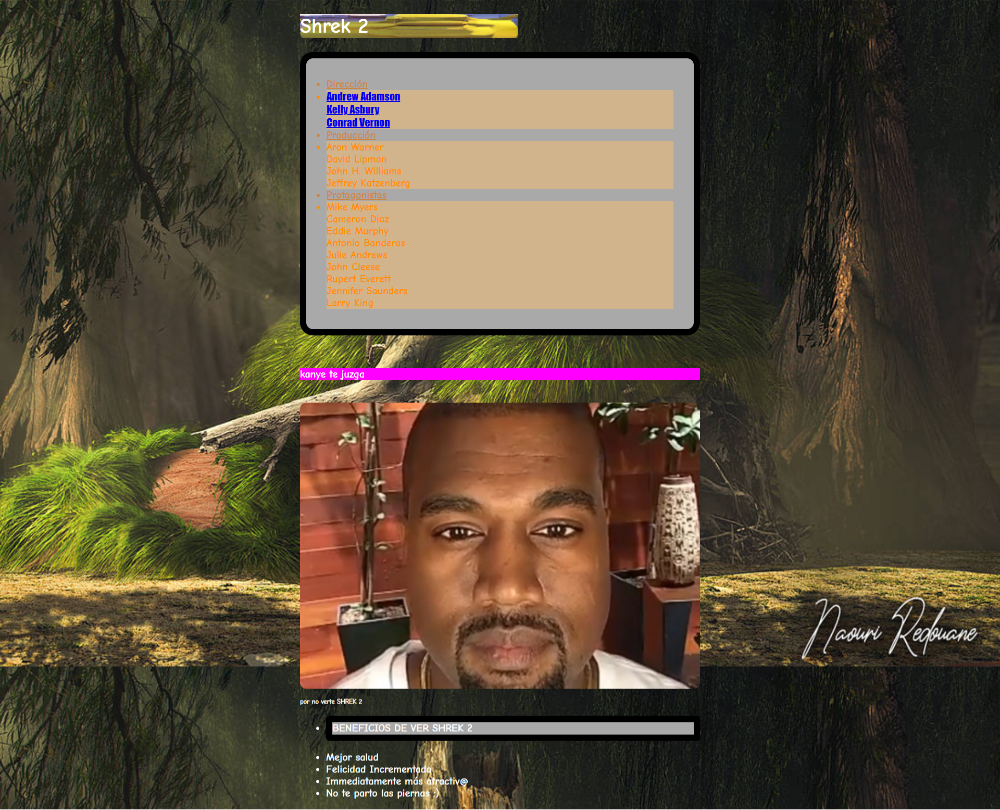 Shrek 2
Dirección
Andrew Adamson
Kelly Asbury
Conrad Vernon
Producción
Aron Warner
David Lipman
John H. Williams
Jeffrey Katzenberg
Protagonistas
Mike Myers
Cameron Diaz
Eddie Murphy
Antonio Banderas
Julie Andrews
John Cleese
Rupert Everett
Jennifer Saunders
Larry King
kanye te juzga
Naouri Redouane
por no verte SHREK 2
BENEFICIOS DE VER SHREK 2
Mejor salud
Felicidad Incrementada
Immediatamente más atractiv@
No te parto las piernas :)